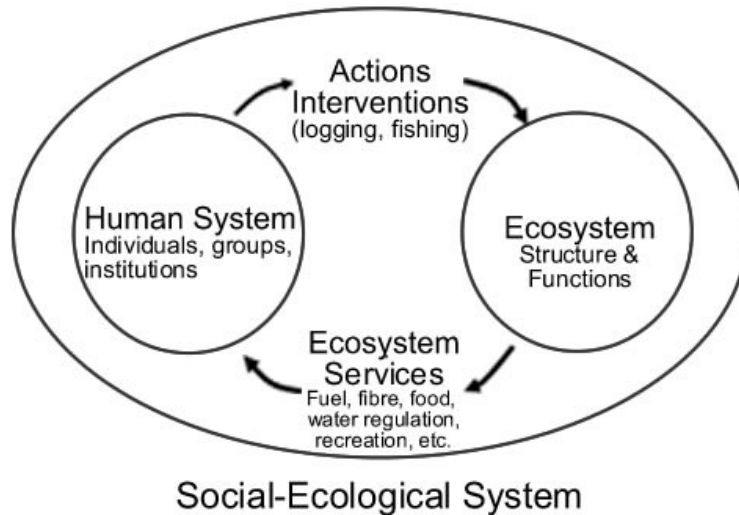 Actions
Interventions
(logging, fishing)
Human System
Individuals, groups,
institutions
Ecosystem
Structure &
Functions
Ecosystem
Services
Fuel, fibre, food,
water regulation,
recreation, etc.
Social-Ecological System